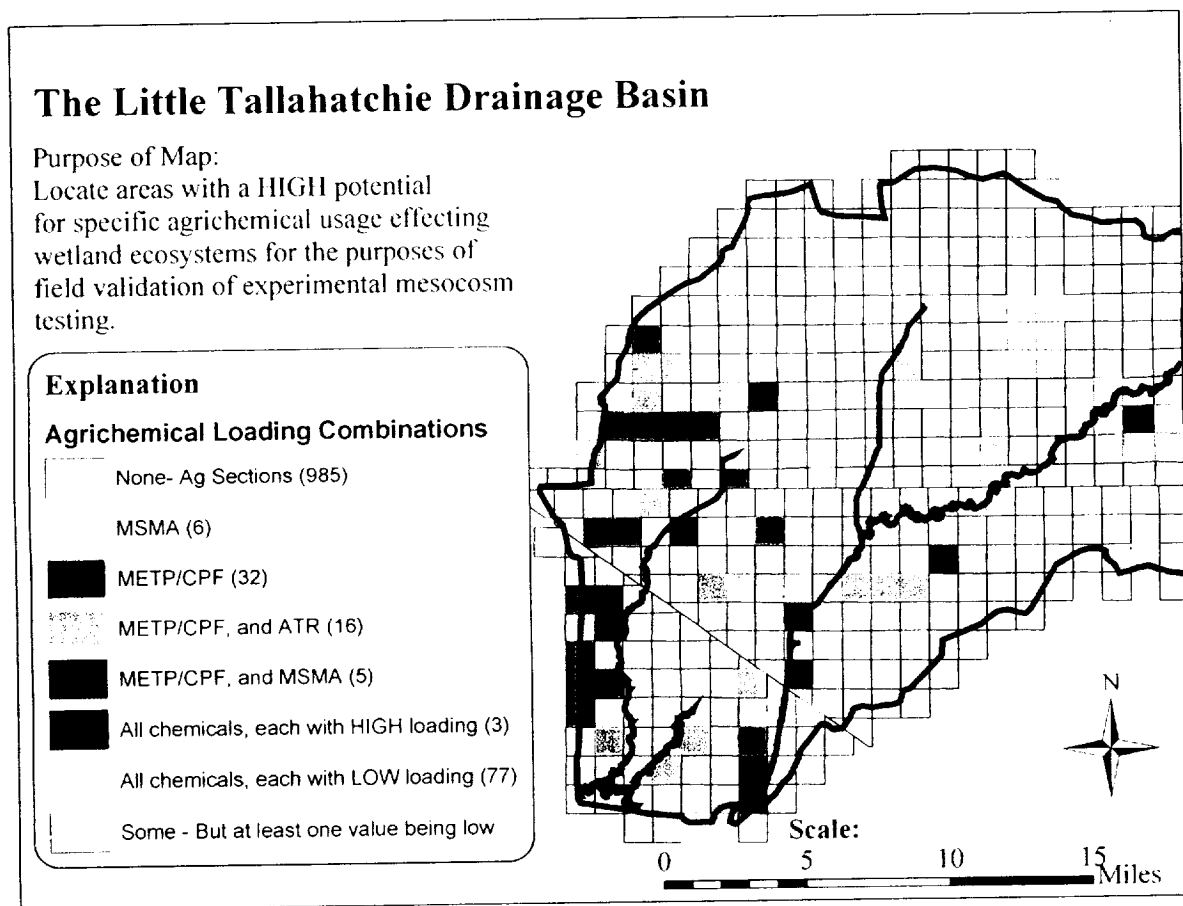 The Little Tallahatchie Drainage Basin
Purpose of Map:
Locate areas with a HIGH potential
for specific agrichemical usage effecting
wetland ecosystems for the purposes of
field validation of experimental mesocosm
testing.
Explanation
Agrichemical Loading Combinations
None- Ag Sections (985)
MSMA (6)
METP/CPF (32)
METP/CPF, and ATR (16)
METP/CPF, and MSMA (5)
All chemicals, each with HIGH loading (3)
All chemicals, each with LOW loading (77)
Some - But at least one value being low
N
Scale:
0 5 10 15
Miles